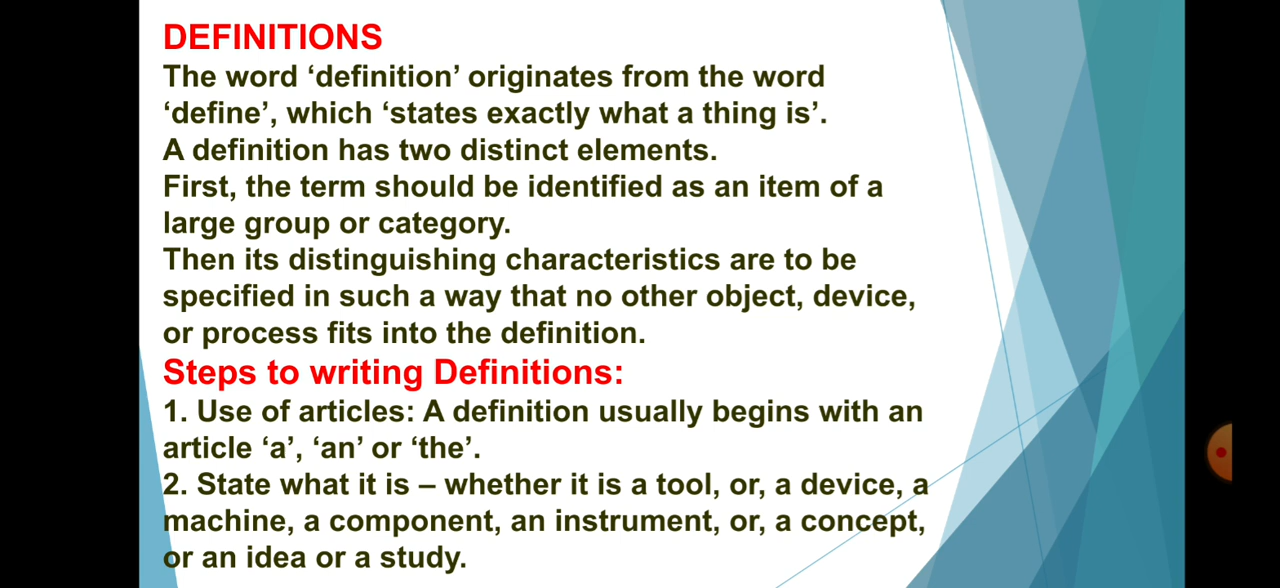 DEFINITIONS
The word ‘definition’ originates from the word
‘define’, which ‘states exactly what a thing is’.
A definition has two distinct elements.
First, the term should be identified as an item of a
large group or category.
Then its distinguishing characteristics are to be
specified in such a way that no other object, device,
or process fits into the definition.
Steps to writing Definitions:
1. Use of articles: A definition usually begins with an
article ‘a’, ‘an’ or ‘the’.
2. State what it is – whether it is a tool, or, a device, a
machine, a component, an instrument, or, a concept,
or an idea or a study.